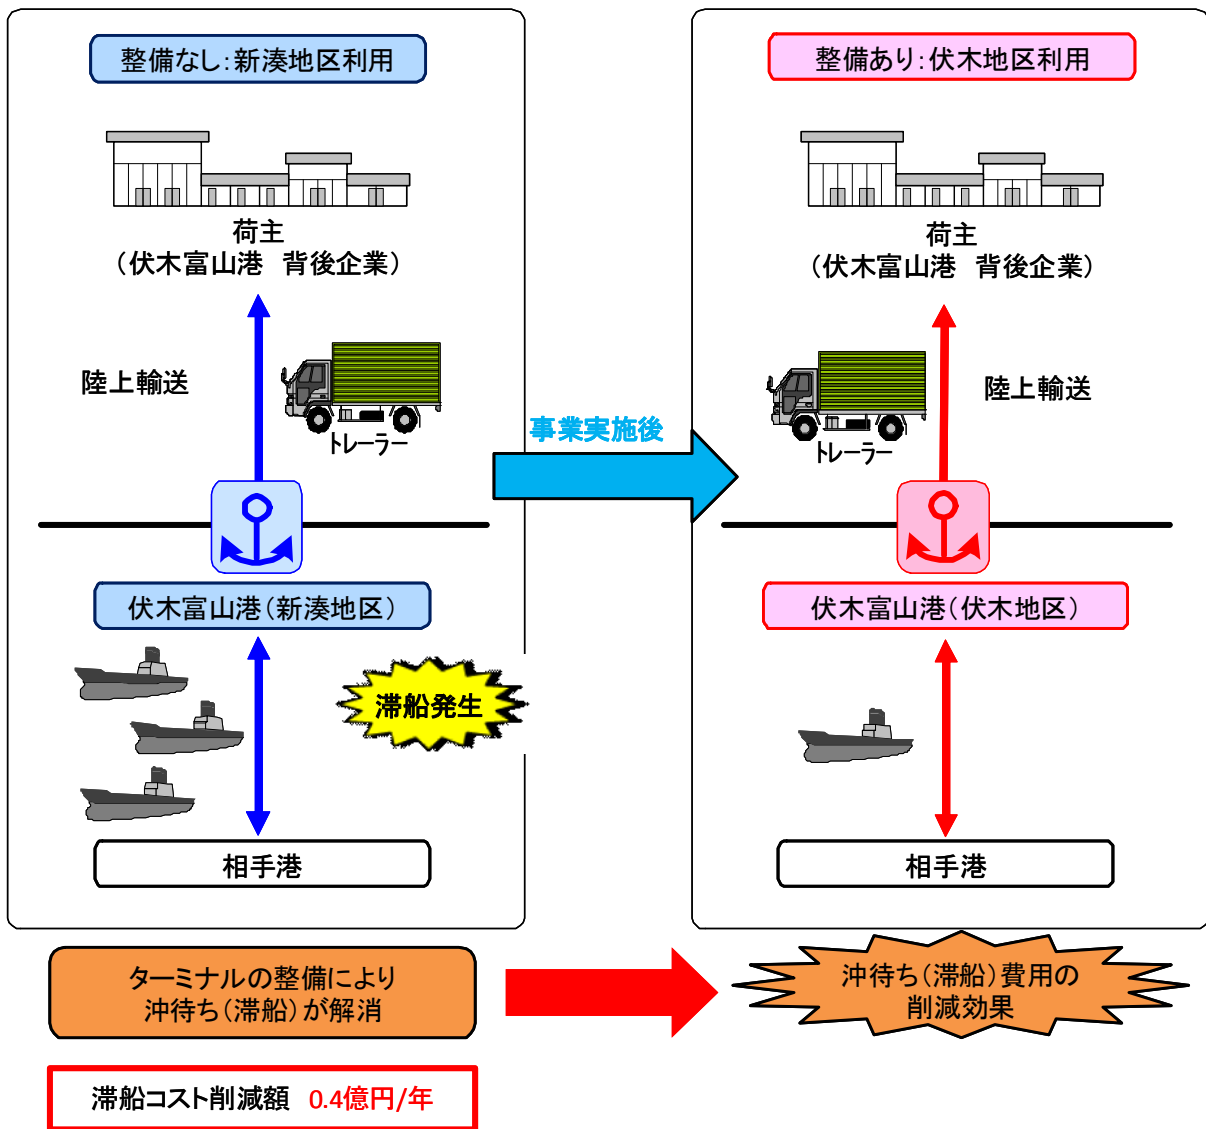 整備なし：新湊地区利用
荷主
（伏木富山港　背後企業）
陸上輸送
トレーラー
伏木富山港（新湊地区）
滞船発生
相手港
事業実施後
整備あり：伏木地区利用
荷主
（伏木富山港　背後企業）
陸上輸送
トレーラー
伏木富山港（伏木地区）
相手港
ターミナルの整備により
沖待ち（滞船）が解消
沖待ち（滞船）費用の
削減効果
滞船コスト削減額　0.4億円/年